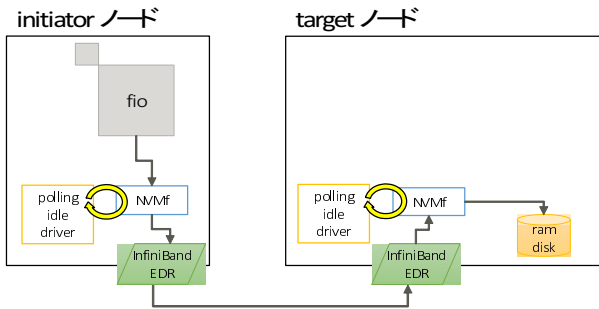 initiator ノード
fio
polling
idle
driver
NVMf
InfiniBand
EDR
target ノード
polling
idle
driver
NVMf
ram
disk
InfiniBand
EDR